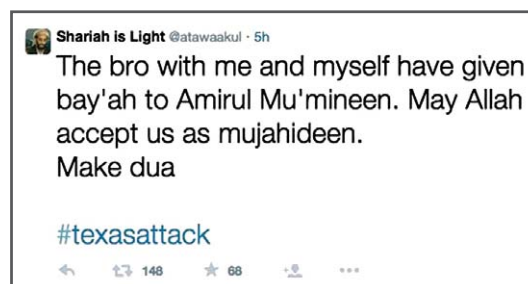 Shariah is Light @atawaakul · 5h
The bro with me and myself have given
bay'ah to Amirul Mu'mineen. May Allah
accept us as mujahideen.
Make dua
#texasattack
148 68